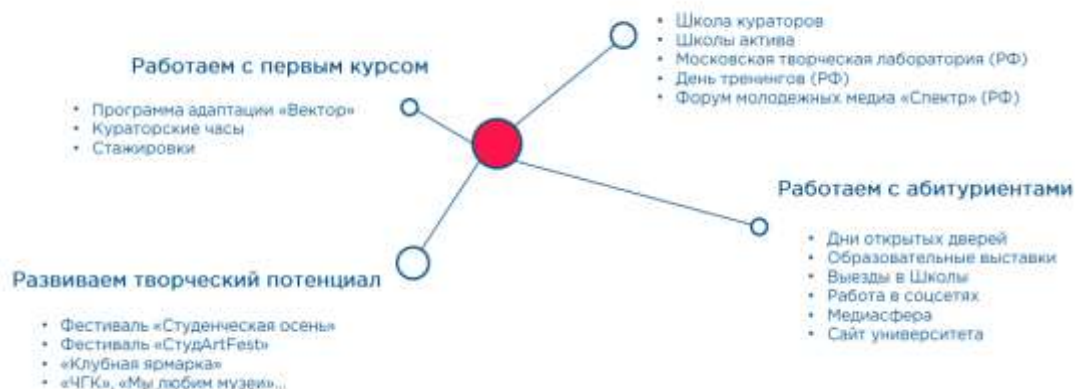 • Школа кураторов
• Школы актива
• Московская творческая лаборатория (РФ)
• День тренингов (РФ)
• Форум молодежных медиа «Спектр» (РФ)
Работаем с первым курсом
• Программа адаптации «Вектор»
• Кураторские часы
• Стажировки
Работаем с абитуриентами
• Дни открытых дверей
• Образовательные выставки
• Выезды в Школы
• Работа в соцсетях
• Медиасфера
• Сайт университета
Развиваем творческий потенциал
• Фестиваль «Студенческая осень»
• Фестиваль «СтудArtFest»
• «Клубная ярмарка»
• «ЧГК», «Мы любим музеи»...